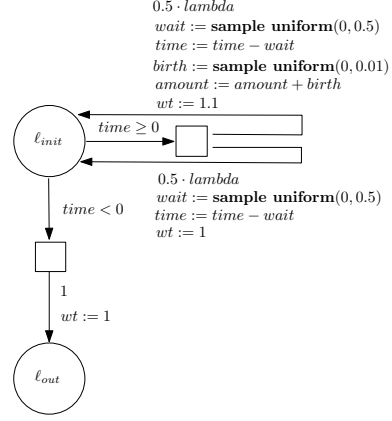 0.5 · lambda
wait := sample uniform(0, 0.5)
time := time − wait
birth := sample uniform(0, 0.01)
amount := amount + birth
wt := 1.1
ℓinit
time ≥ 0
0.5 · lambda
wait := sample uniform(0, 0.5)
time := time − wait
wt := 1
time < 0
1
wt := 1
ℓout